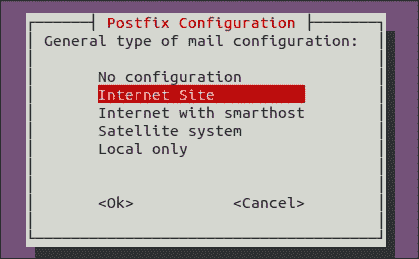 Postfix Configuration
General type of mail configuration:
No configuration
Internet Site
Internet with smarthost
Satellite system
Local only
<Ok> <Cancel>